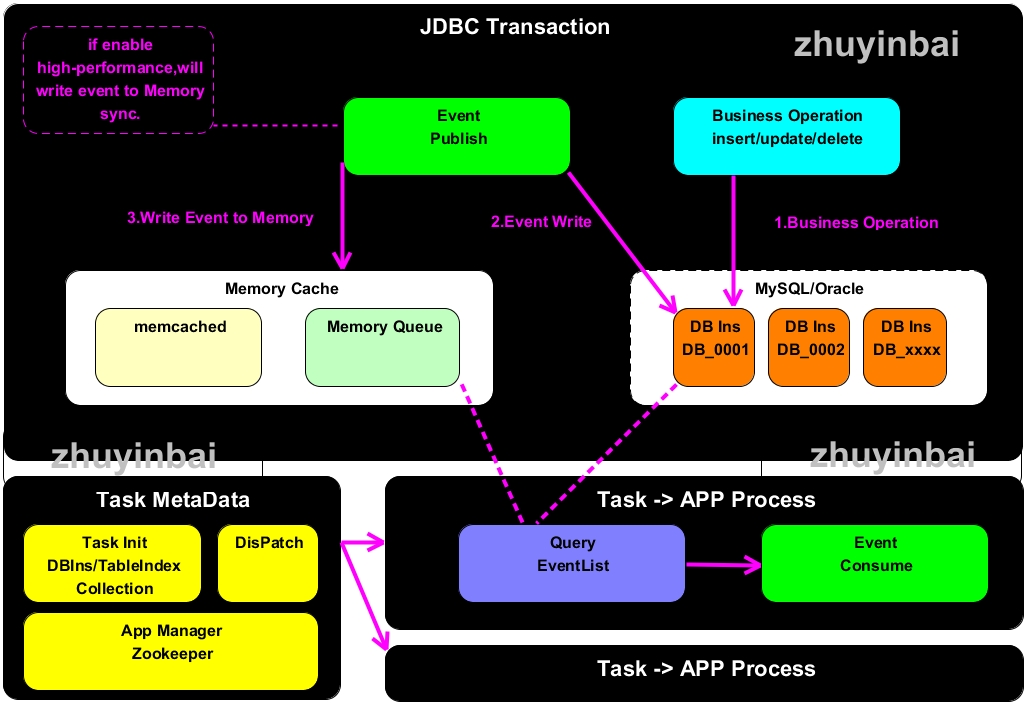 JDBC Transaction
zhuyinbai
if enable
high-performance,will
write event to Memory
sync.
Event
Publish
Business Operation
insert/update/delete
3.Write Event to Memory
2.Event Write
1.Business Operation
Memory Cache
memcached
Memory Queue
MySQL/Oracle
DB Ins
DB_0001
DB Ins
DB_0002
DB Ins
DB_xxxx
zhuyinbai
zhuyinbai
Task MetaData
Task Init
DBIns/TableIndex
Collection
DisPatch
App Manager
Zookeeper
Task -> APP Process
Query
EventList
Event
Consume
Task -> APP Process